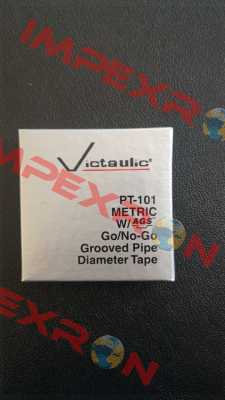 IMPEXRON
IMPEXRON
Victaulic®
PT-101
METRIC
W/AGS
Go/No-Go
Grooved Pipe
Diameter Tape
IMPEXRON